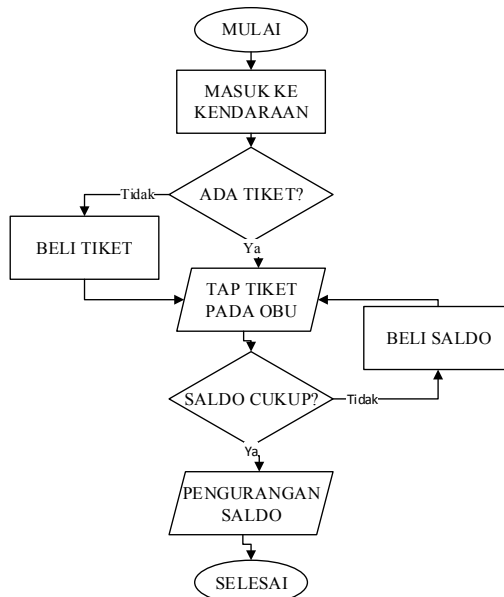 MULAI
MASUK KE
KENDARAAN
ADA TIKET?
Tidak
BELI TIKET
Ya
TAP TIKET
PADA OBU
BELI SALDO
SALDO CUKUP?
Tidak
Ya
PENGURANGAN
SALDO
SELESAI